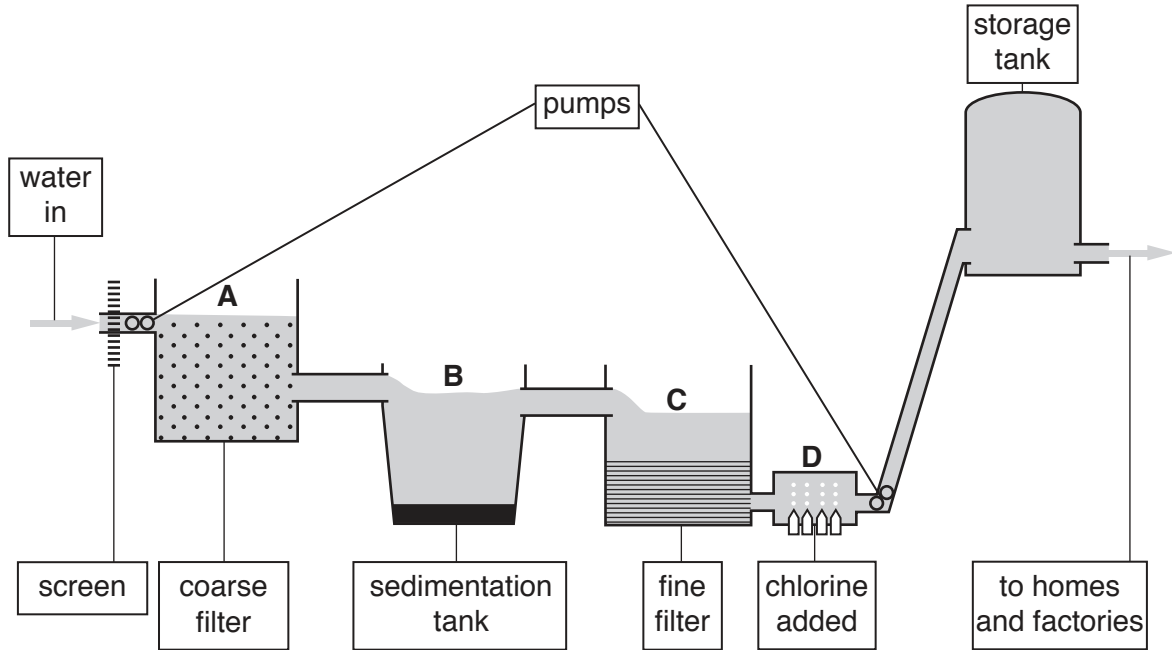 storage
tank
pumps
water
in
A
B
C
D
screen
coarse
filter
sedimentation
tank
fine
filter
chlorine
added
to homes
and factories